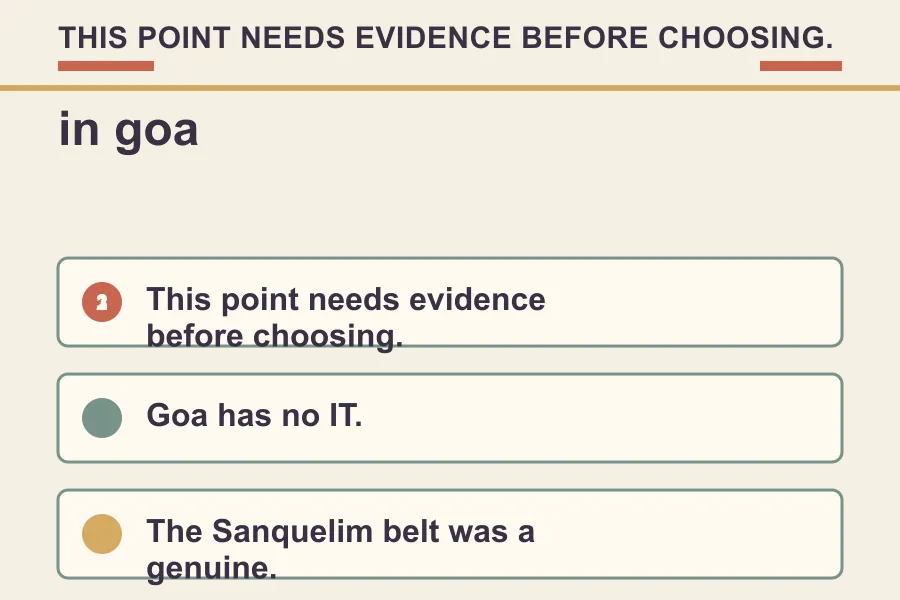 THIS POINT NEEDS EVIDENCE BEFORE CHOOSING.
in goa
This point needs evidence
before choosing.
Goa has no IT.
The Sanquelim belt was a
genuine.